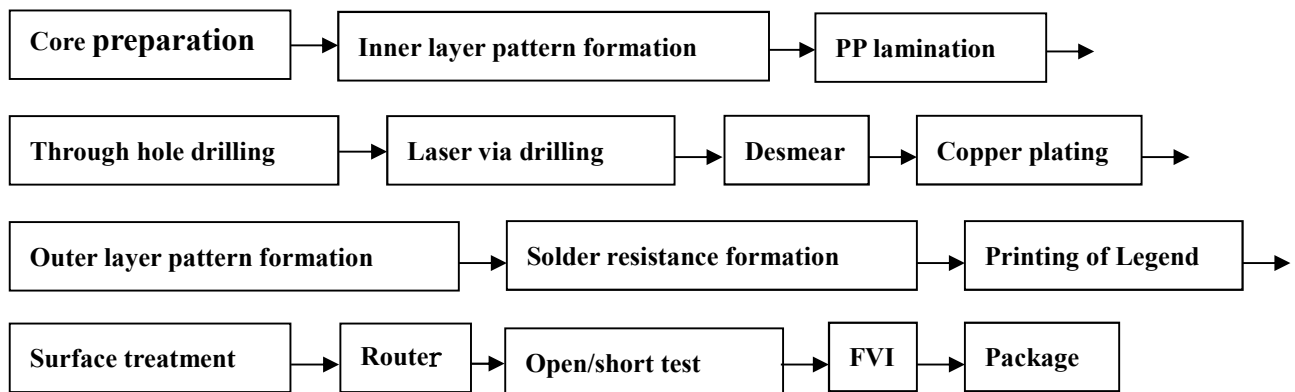 Core preparation Inner layer pattern formation PP lamination
Through hole drilling Laser via drilling Desmear Copper plating
Outer layer pattern formation Solder resistance formation Printing of Legend
Surface treatment Router Open/short test FVI Package